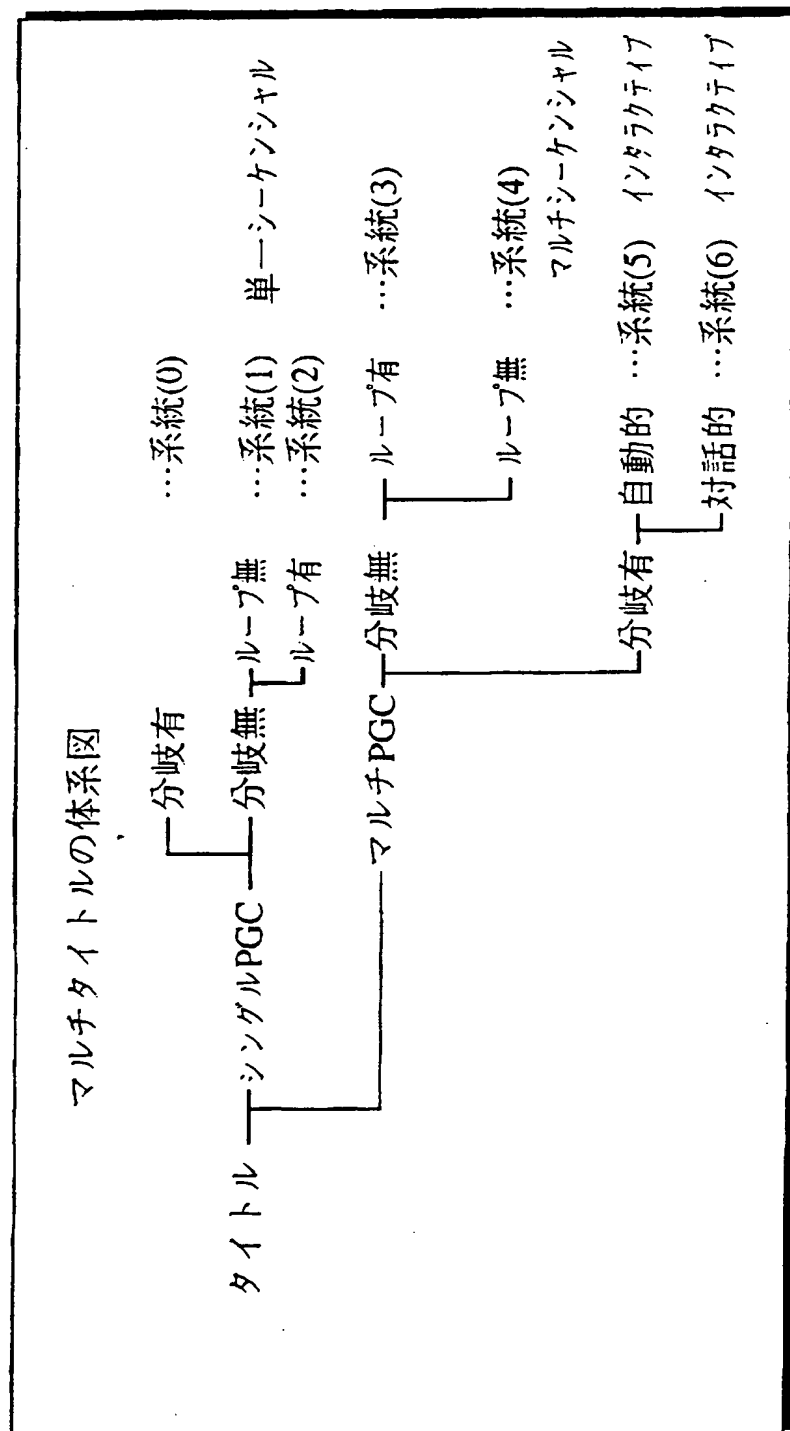 マルチタイトルの体系図
分岐有 …系統(0)
タイトル シングルPGC 分岐無 ループ無 …系統(1) 単一シーケンシャル
ループ有 …系統(2)
マルチPGC 分岐無 ループ有 …系統(3)
ループ無 …系統(4)
マルチシーケンシャル
分岐有 自動的 …系統(5) インタラクティブ
対話的 …系統(6) インタラクティブ